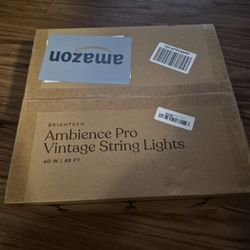 amazon
BRIGHTECH
Ambience Pro
Vintage String Lights
40 W | 48 FT